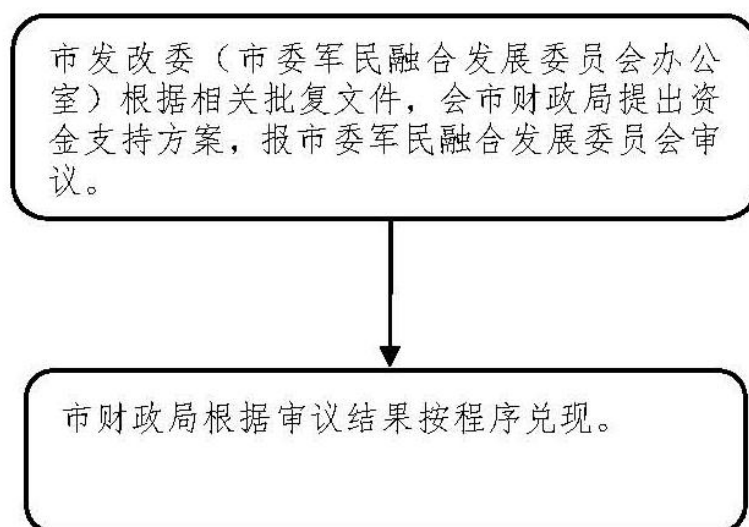 市发改委（市委军民融合发展委员会办公
室）根据相关批复文件，会市财政局提出资
金支持方案，报市委军民融合发展委员会审
议。
市财政局根据审议结果按程序兑现。